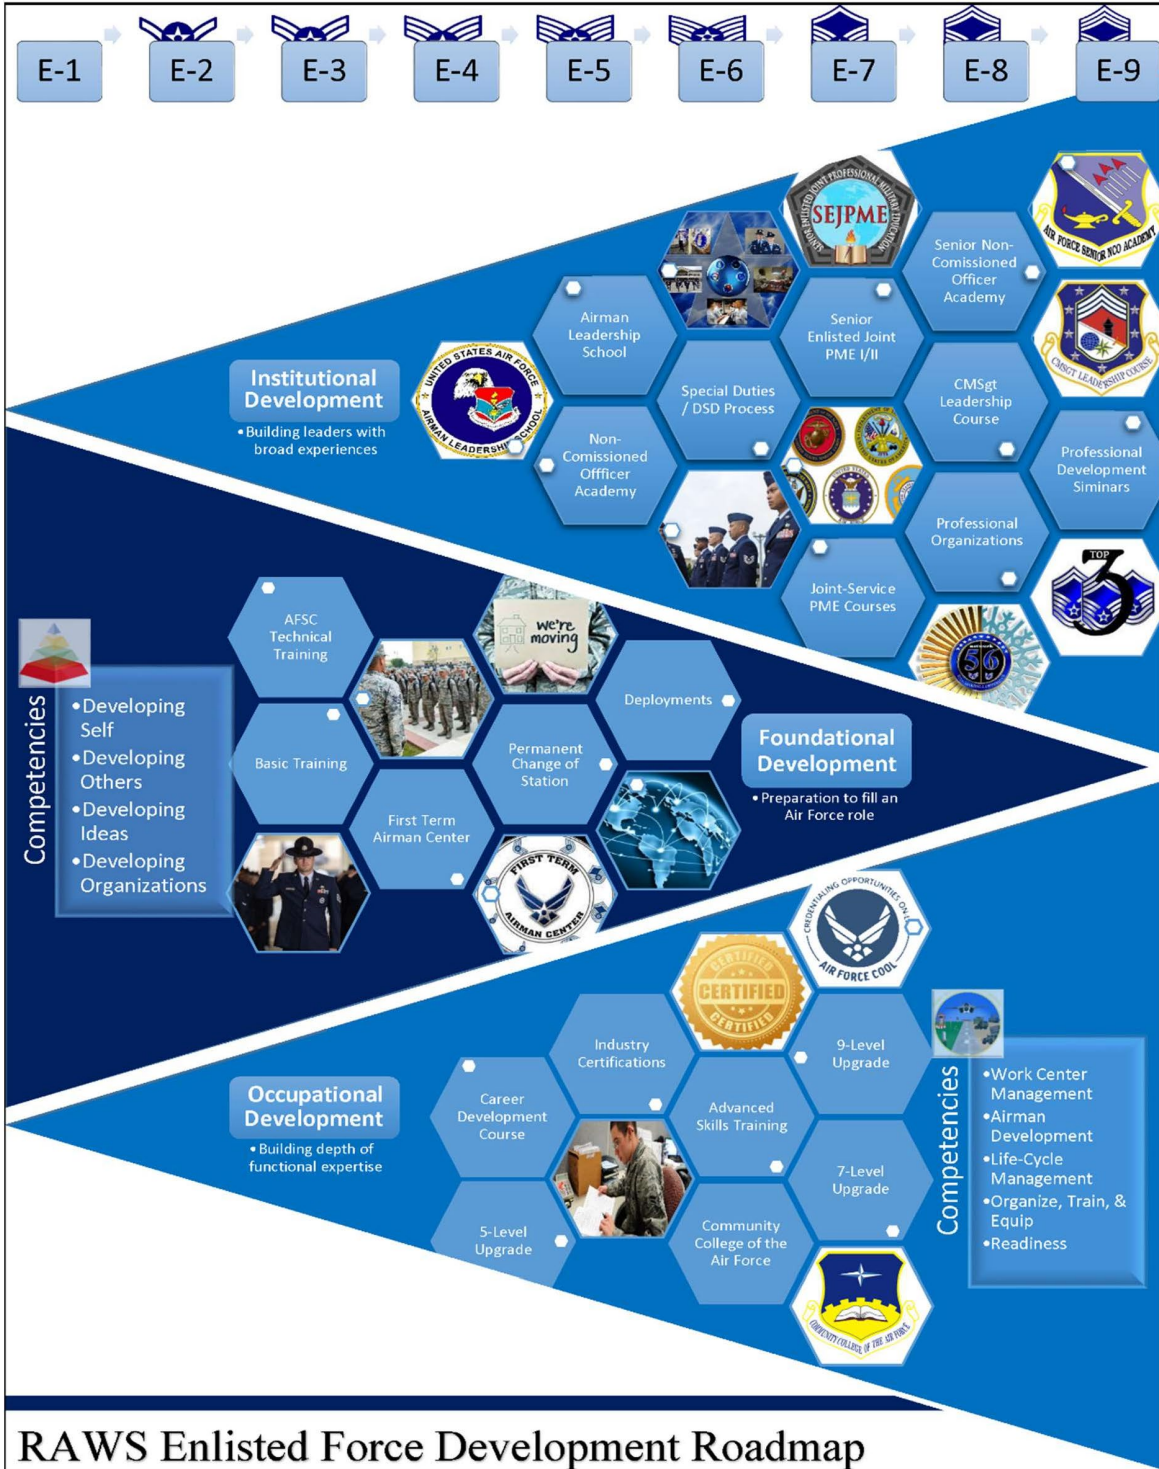 E-1
E-2
E-3
E-4
E-5
E-6
E-7
E-8
E-9
SENIOR ENLISTED JOINT PROFESSIONAL MILITARY EDUCATION
SEJPME
AIR FORCE SENIOR NCO ACADEMY
Senior Non-
Comissioned
Officer
Academy
Airman
Leadership
School
Senior
Enlisted Joint
PME I/II
CMSGT LEADERSHIP COURSE
Institutional
Development
•Building leaders with
broad experiences
UNITED STATES AIR FORCE
AIRMAN LEADERSHIP SCHOOL
Special Duties
/ DSD Process
CMSgt
Leadership
Course
Non-
Comissioned
Offficer
Academy
Professional
Development
Siminars
Professional
Organizations
Joint-Service
PME Courses
TOP
3
56
AFSC
Technical
Training
we're
moving
Deployments
Competencies
•Developing
Self
•Developing
Others
•Developing
Ideas
•Developing
Organizations
Basic Training
Permanent
Change of
Station
Foundational
Development
•Preparation to fill an
Air Force role
First Term
Airman Center
FIRST TERM
AIRMAN CENTER
CREDENTIALING OPPORTUNITIES ON-L
AIR FORCE COOL
CERTIFIED
CERTIFIED
CERTIFIED
Industry
Certifications
9-Level
Upgrade
Occupational
Development
•Building depth of
functional expertise
Career
Development
Course
Advanced
Skills Training
Competencies
•Work Center
Management
•Airman
Development
•Life-Cycle
Management
•Organize, Train, &
Equip
•Readiness
7-Level
Upgrade
5-Level
Upgrade
Community
College of the
Air Force
COMMUNITY COLLEGE OF THE AIR FORCE
RAWS Enlisted Force Development Roadmap